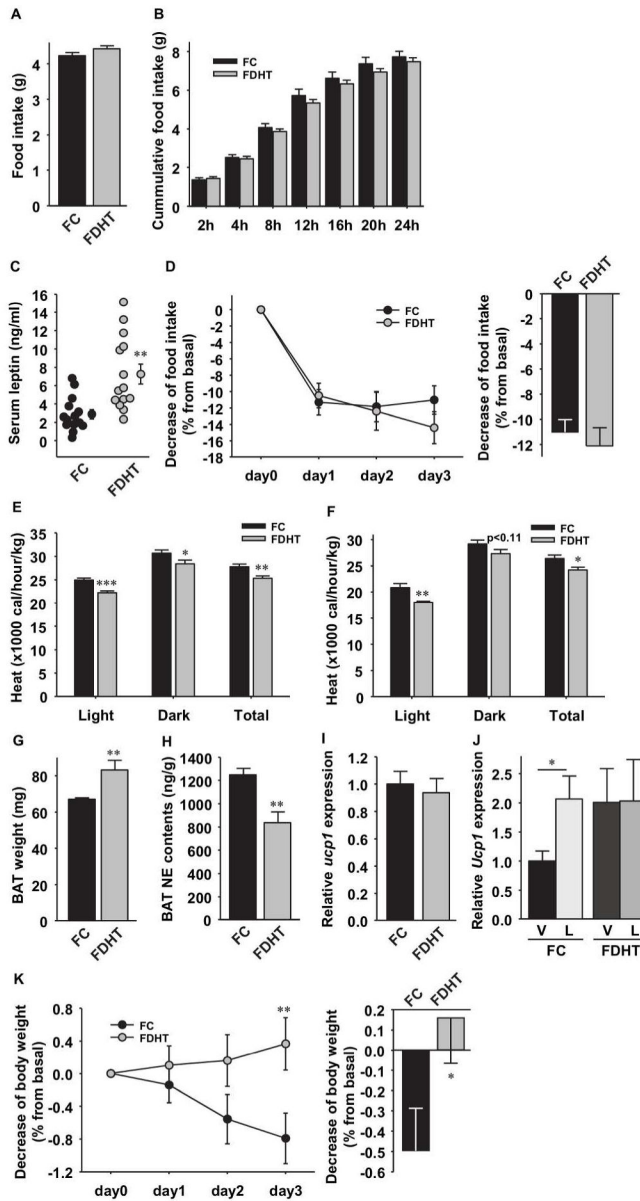 A
Food intake (g)
4
3
2
1
0
FC
FDHT
B
Cummulative food intake (g)
8
6
4
2
0
FC
FDHT
2h 4h 8h 12h 16h 20h 24h
C
Serum leptin (ng/ml)
16
14
12
10
8
6
4
2
0
**
FC
FDHT
D
Decrease of food intake
(% from basal)
0
-2
-4
-6
-8
-10
-12
-14
-16
-18
FC
FDHT
day0 day1 day2 day3
FC
FDHT
Decrease of food intake
(% from basal)
0
-2
-4
-6
-8
-10
-12
E
Heat (x1000 cal/hour/kg)
35
30
25
20
15
10
5
0
FC
FDHT
***
*
**
Light Dark Total
F
Heat (x1000 cal/hour/kg)
30
25
20
15
10
5
0
FC
FDHT
**
p<0.11
*
Light Dark Total
G
BAT weight (mg)
80
60
40
20
0
**
FC
FDHT
H
BAT NE contents (ng/g)
1400
1200
1000
800
600
400
200
0
**
FC
FDHT
I
Relative ucp1 expression
1.2
1.0
0.8
0.6
0.4
0.2
0.0
FC
FDHT
J
Relative Ucp1 expression
2.5
2.0
1.5
1.0
0.5
0.0
*
V L V L
FC FDHT
K
Decrease of body weight
(% from basal)
0.8
0.4
0.0
-0.4
-0.8
-1.2
FC
FDHT
**
day0 day1 day2 day3
FC
FDHT
Decrease of body weight
(% from basal)
0.2
0.1
0.0
-0.1
-0.2
-0.3
-0.4
-0.5
-0.6
*